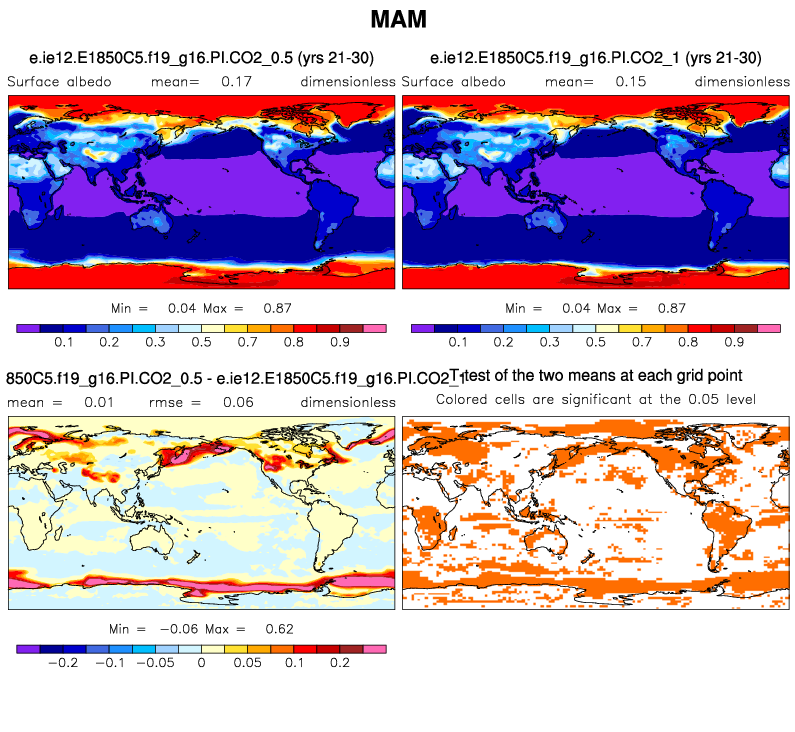 MAM
e.ie12.E1850C5.f19_g16.PI.CO2_0.5 (yrs 21-30)
e.ie12.E1850C5.f19_g16.PI.CO2_1 (yrs 21-30)
Surface albedo mean= 0.17 dimensionless
Surface albedo mean= 0.15 dimensionless
Min = 0.04 Max = 0.87
Min = 0.04 Max = 0.87
0.1 0.2 0.3 0.4 0.5 0.7 0.8 0.9
0.1 0.2 0.3 0.4 0.5 0.7 0.8 0.9
850C5.f19_g16.PI.CO2_0.5 - e.ie12.E1850C5.f19_g16.PI.CO2_1
T-test of the two means at each grid point
mean = 0.01 rmse = 0.06 dimensionless
Colored cells are significant at the 0.05 level
Min = -0.06 Max = 0.62
-0.2 -0.1 -0.05 0 0.05 0.1 0.2